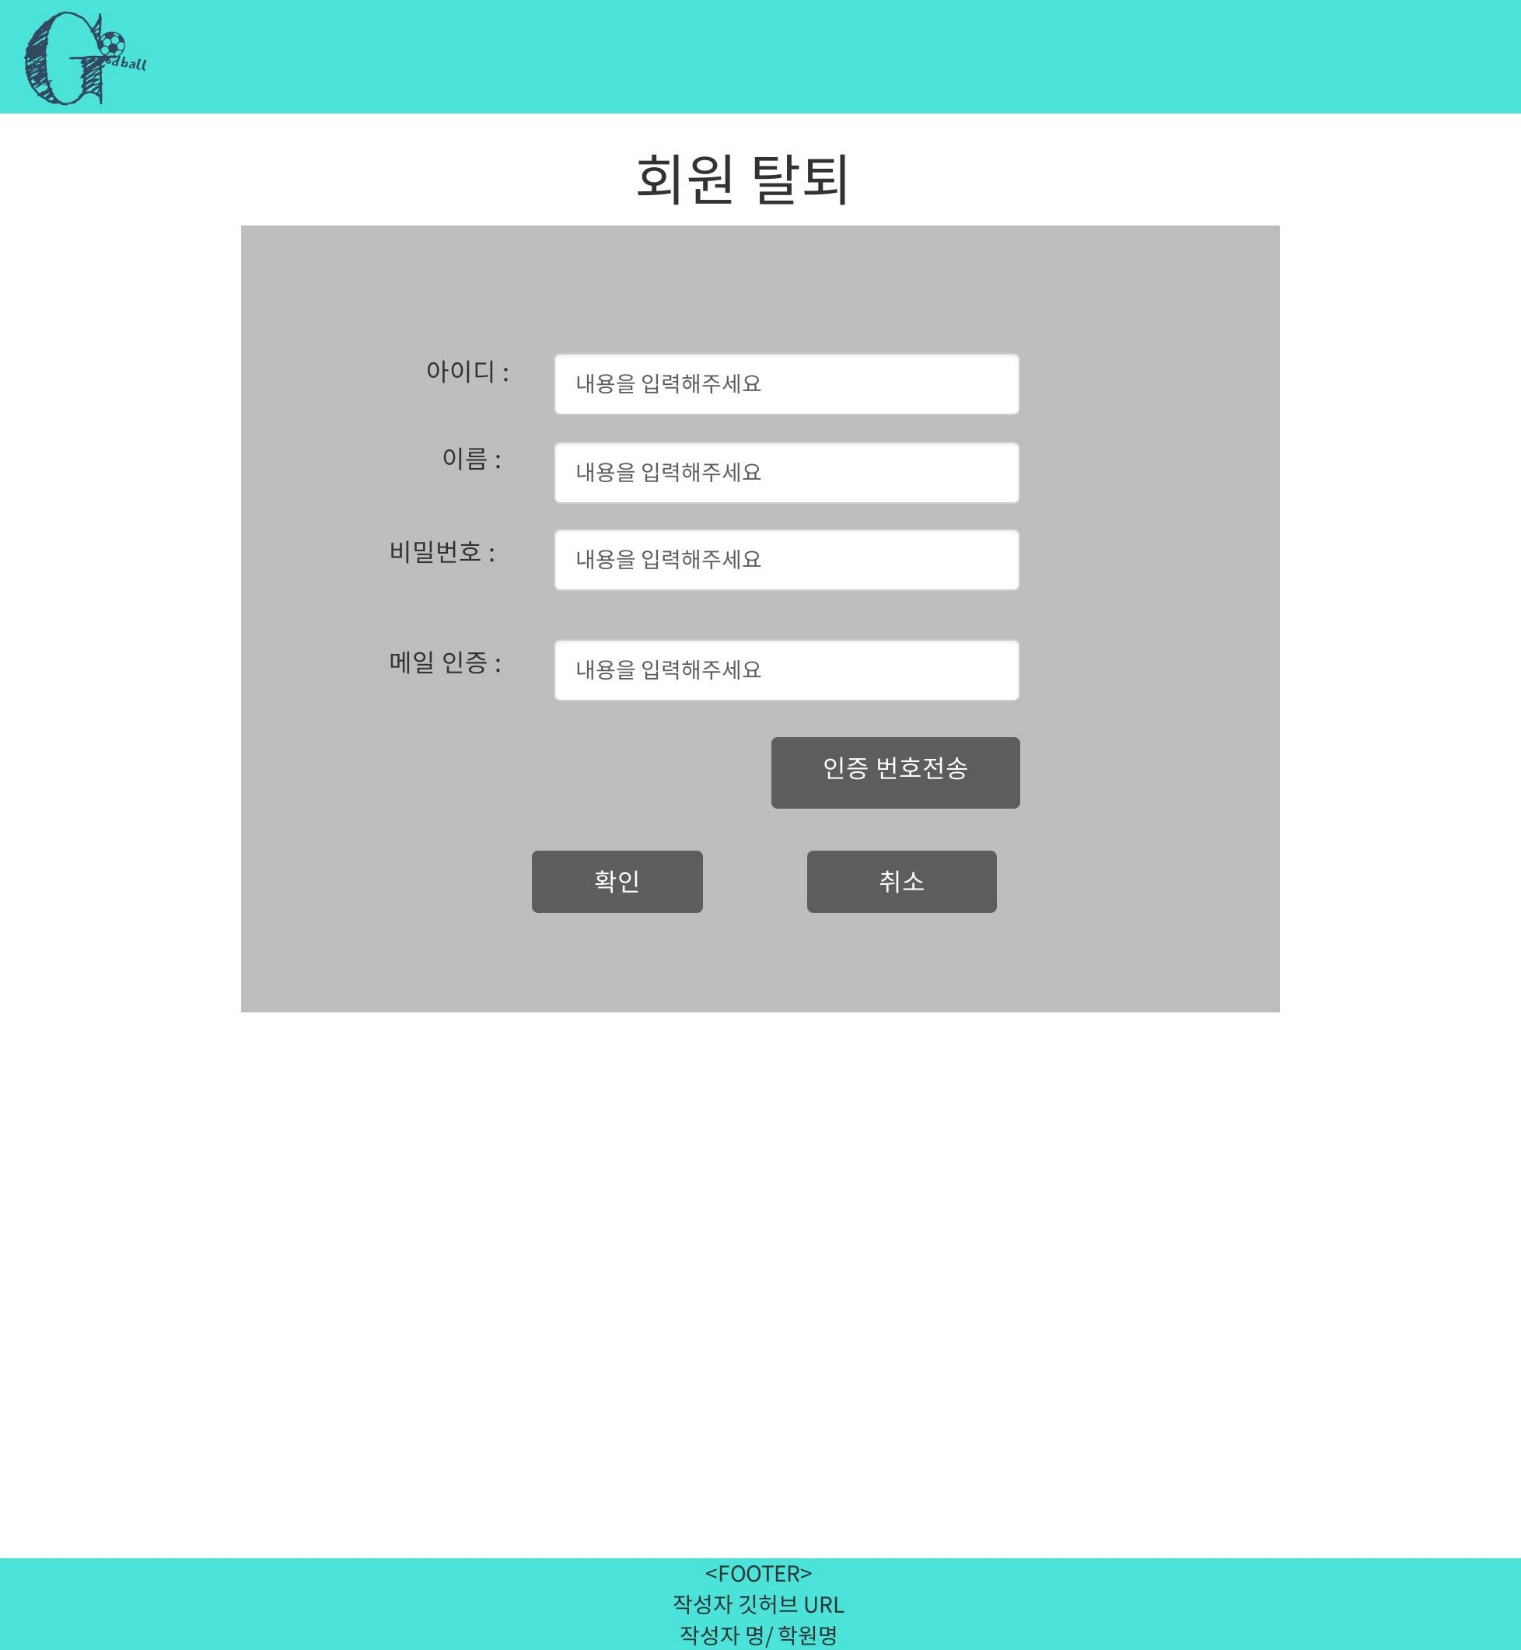 Goodball
회원 탈퇴
아이디 :
내용을 입력해주세요
이름 :
내용을 입력해주세요
비밀번호 :
내용을 입력해주세요
메일 인증 :
내용을 입력해주세요
인증 번호전송
확인
취소
<FOOTER>
작성자 깃허브 URL
작성자 명/ 학원명